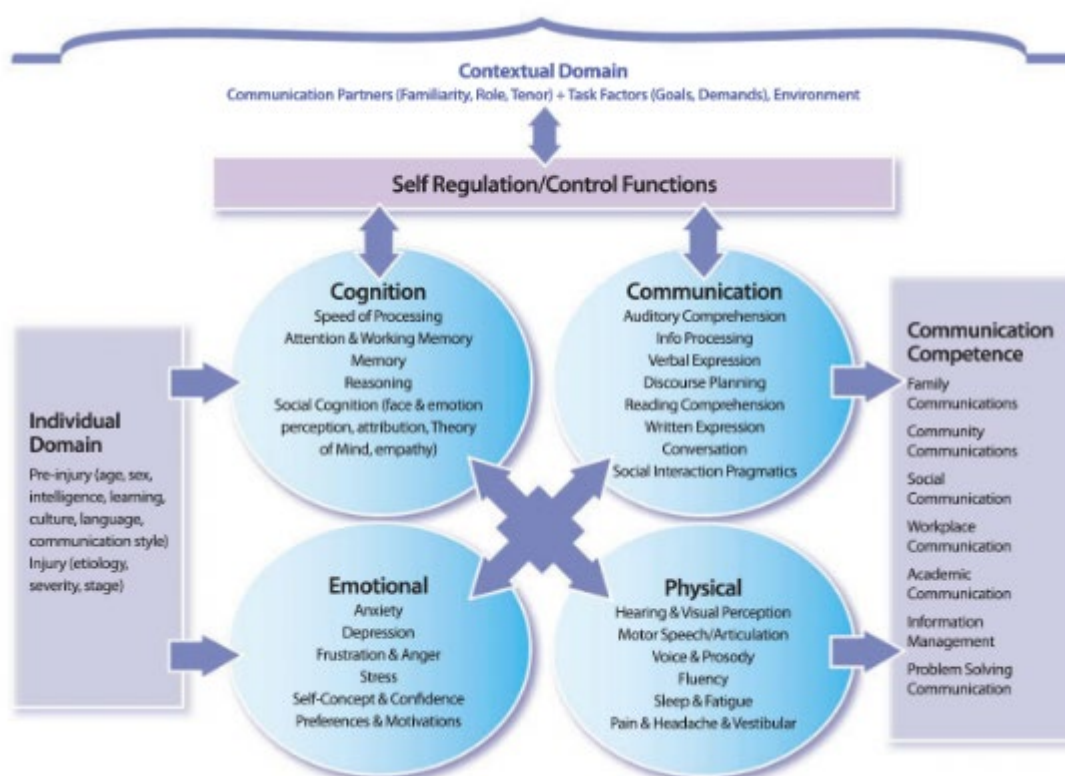 Contextual Domain
Communication Partners (Familiarity, Role, Tenor) + Task Factors (Goals, Demands), Environment
Self Regulation/Control Functions
Individual
Domain
Pre-injury (age, sex,
intelligence, learning,
culture, language,
communication style)
Injury (etiology,
severity, stage)
Cognition
Speed of Processing
Attention & Working Memory
Memory
Reasoning
Social Cognition (face & emotion
perception, attribution, Theory
of Mind, empathy)
Communication
Auditory Comprehension
Info Processing
Verbal Expression
Discourse Planning
Reading Comprehension
Written Expression
Conversation
Social Interaction Pragmatics
Emotional
Anxiety
Depression
Frustration & Anger
Stress
Self-Concept & Confidence
Preferences & Motivations
Physical
Hearing & Visual Perception
Motor Speech/Articulation
Voice & Prosody
Fluency
Sleep & Fatigue
Pain & Headache & Vestibular
Communication
Competence
Family
Communications
Community
Communications
Social
Communication
Workplace
Communication
Academic
Communication
Information
Management
Problem Solving
Communication